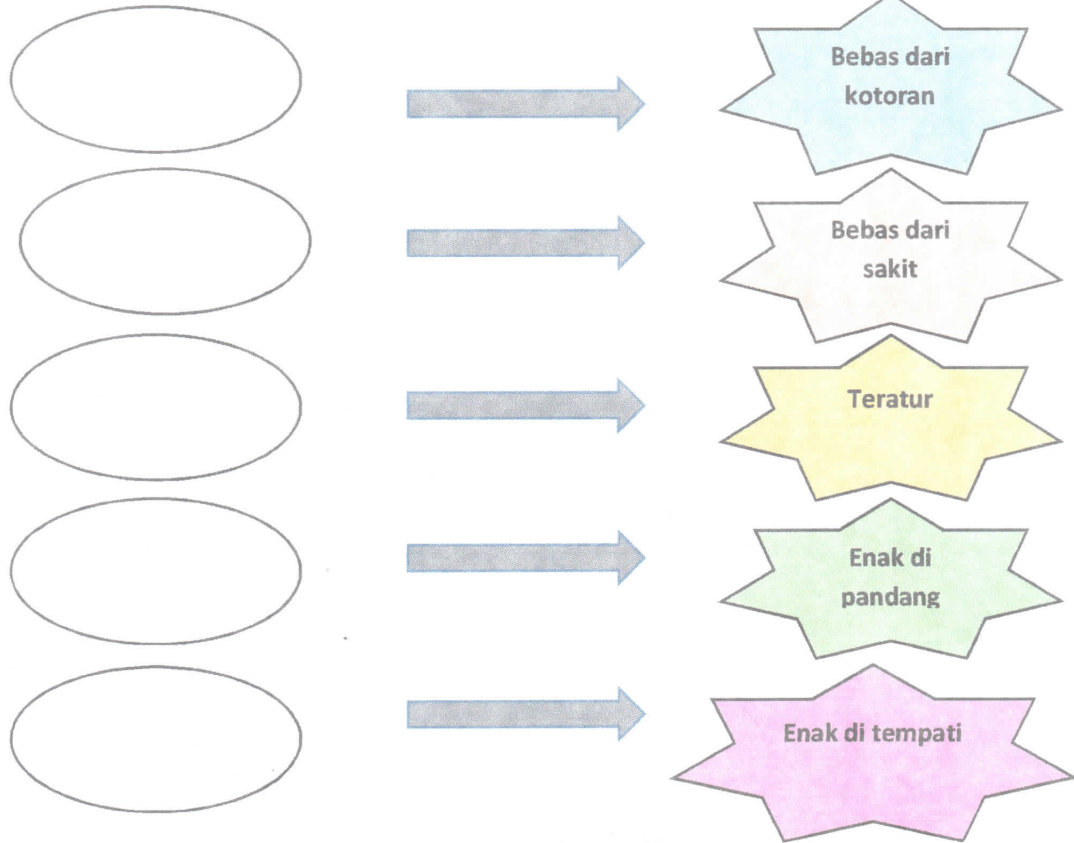 Bebas dari
kotoran
Bebas dari
sakit
Teratur
Enak di
pandang
Enak di tempati